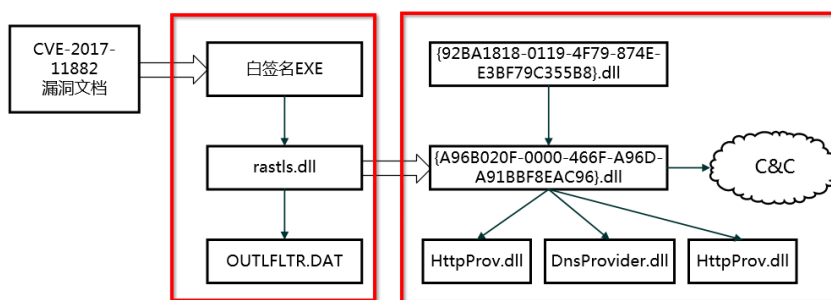 CVE-2017-
11882
漏洞文档
白签名EXE
rastls.dll
OUTLFLTR.DAT
{92BA1818-0119-4F79-874E-
E3BF79C355B8}.dll
{A96B020F-0000-466F-A96D-
A91BBF8EAC96}.dll
C&C
HttpProv.dll
DnsProvider.dll
HttpProv.dll